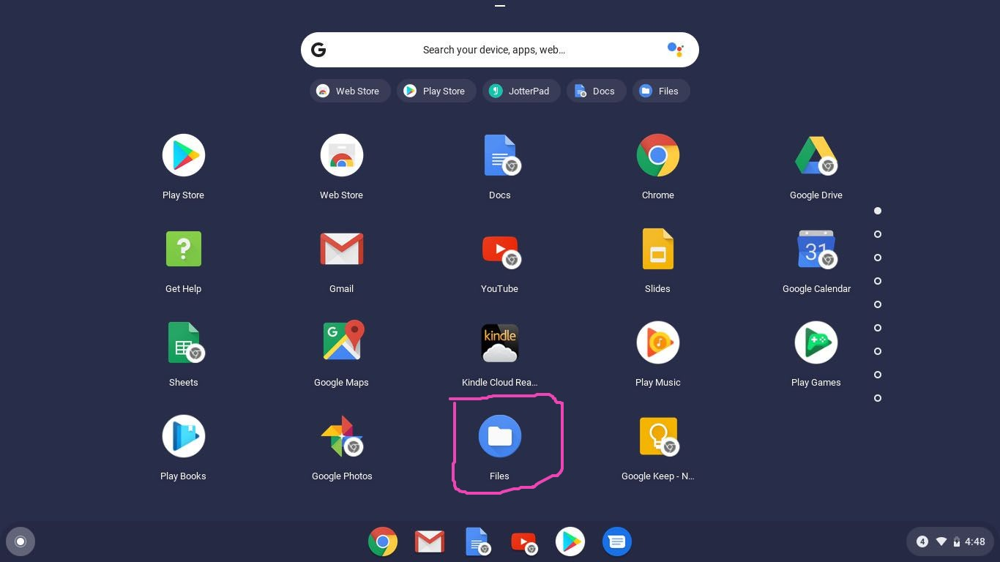 Search your device, apps, web...
Web Store
Play Store
JotterPad
Docs
Files
Play Store
Web Store
Docs
Chrome
Google Drive
Get Help
Gmail
YouTube
Slides
31
Google Calendar
Sheets
G
Google Maps
kindle
Kindle Cloud Rea...
Play Music
Play Games
Play Books
Google Photos
Files
Google Keep - N...
4
4:48